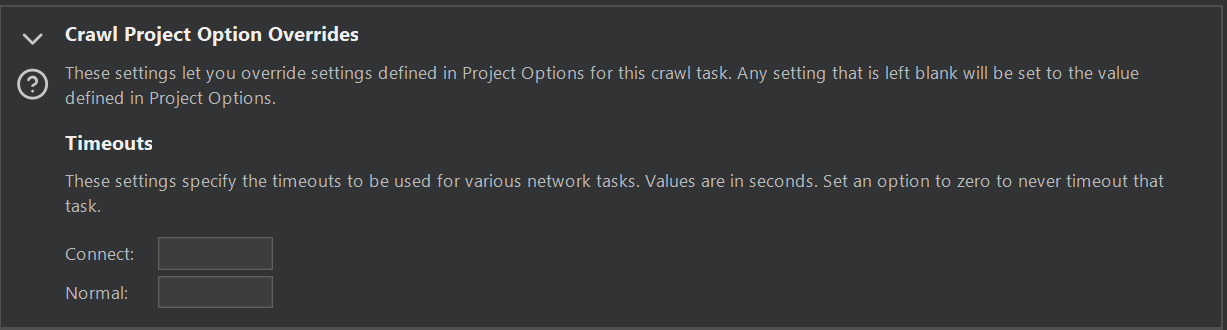 Crawl Project Option Overrides
These settings let you override settings defined in Project Options for this crawl task. Any setting that is left blank will be set to the value
defined in Project Options.
Timeouts
These settings specify the timeouts to be used for various network tasks. Values are in seconds. Set an option to zero to never timeout that
task.
Connect:
Normal: